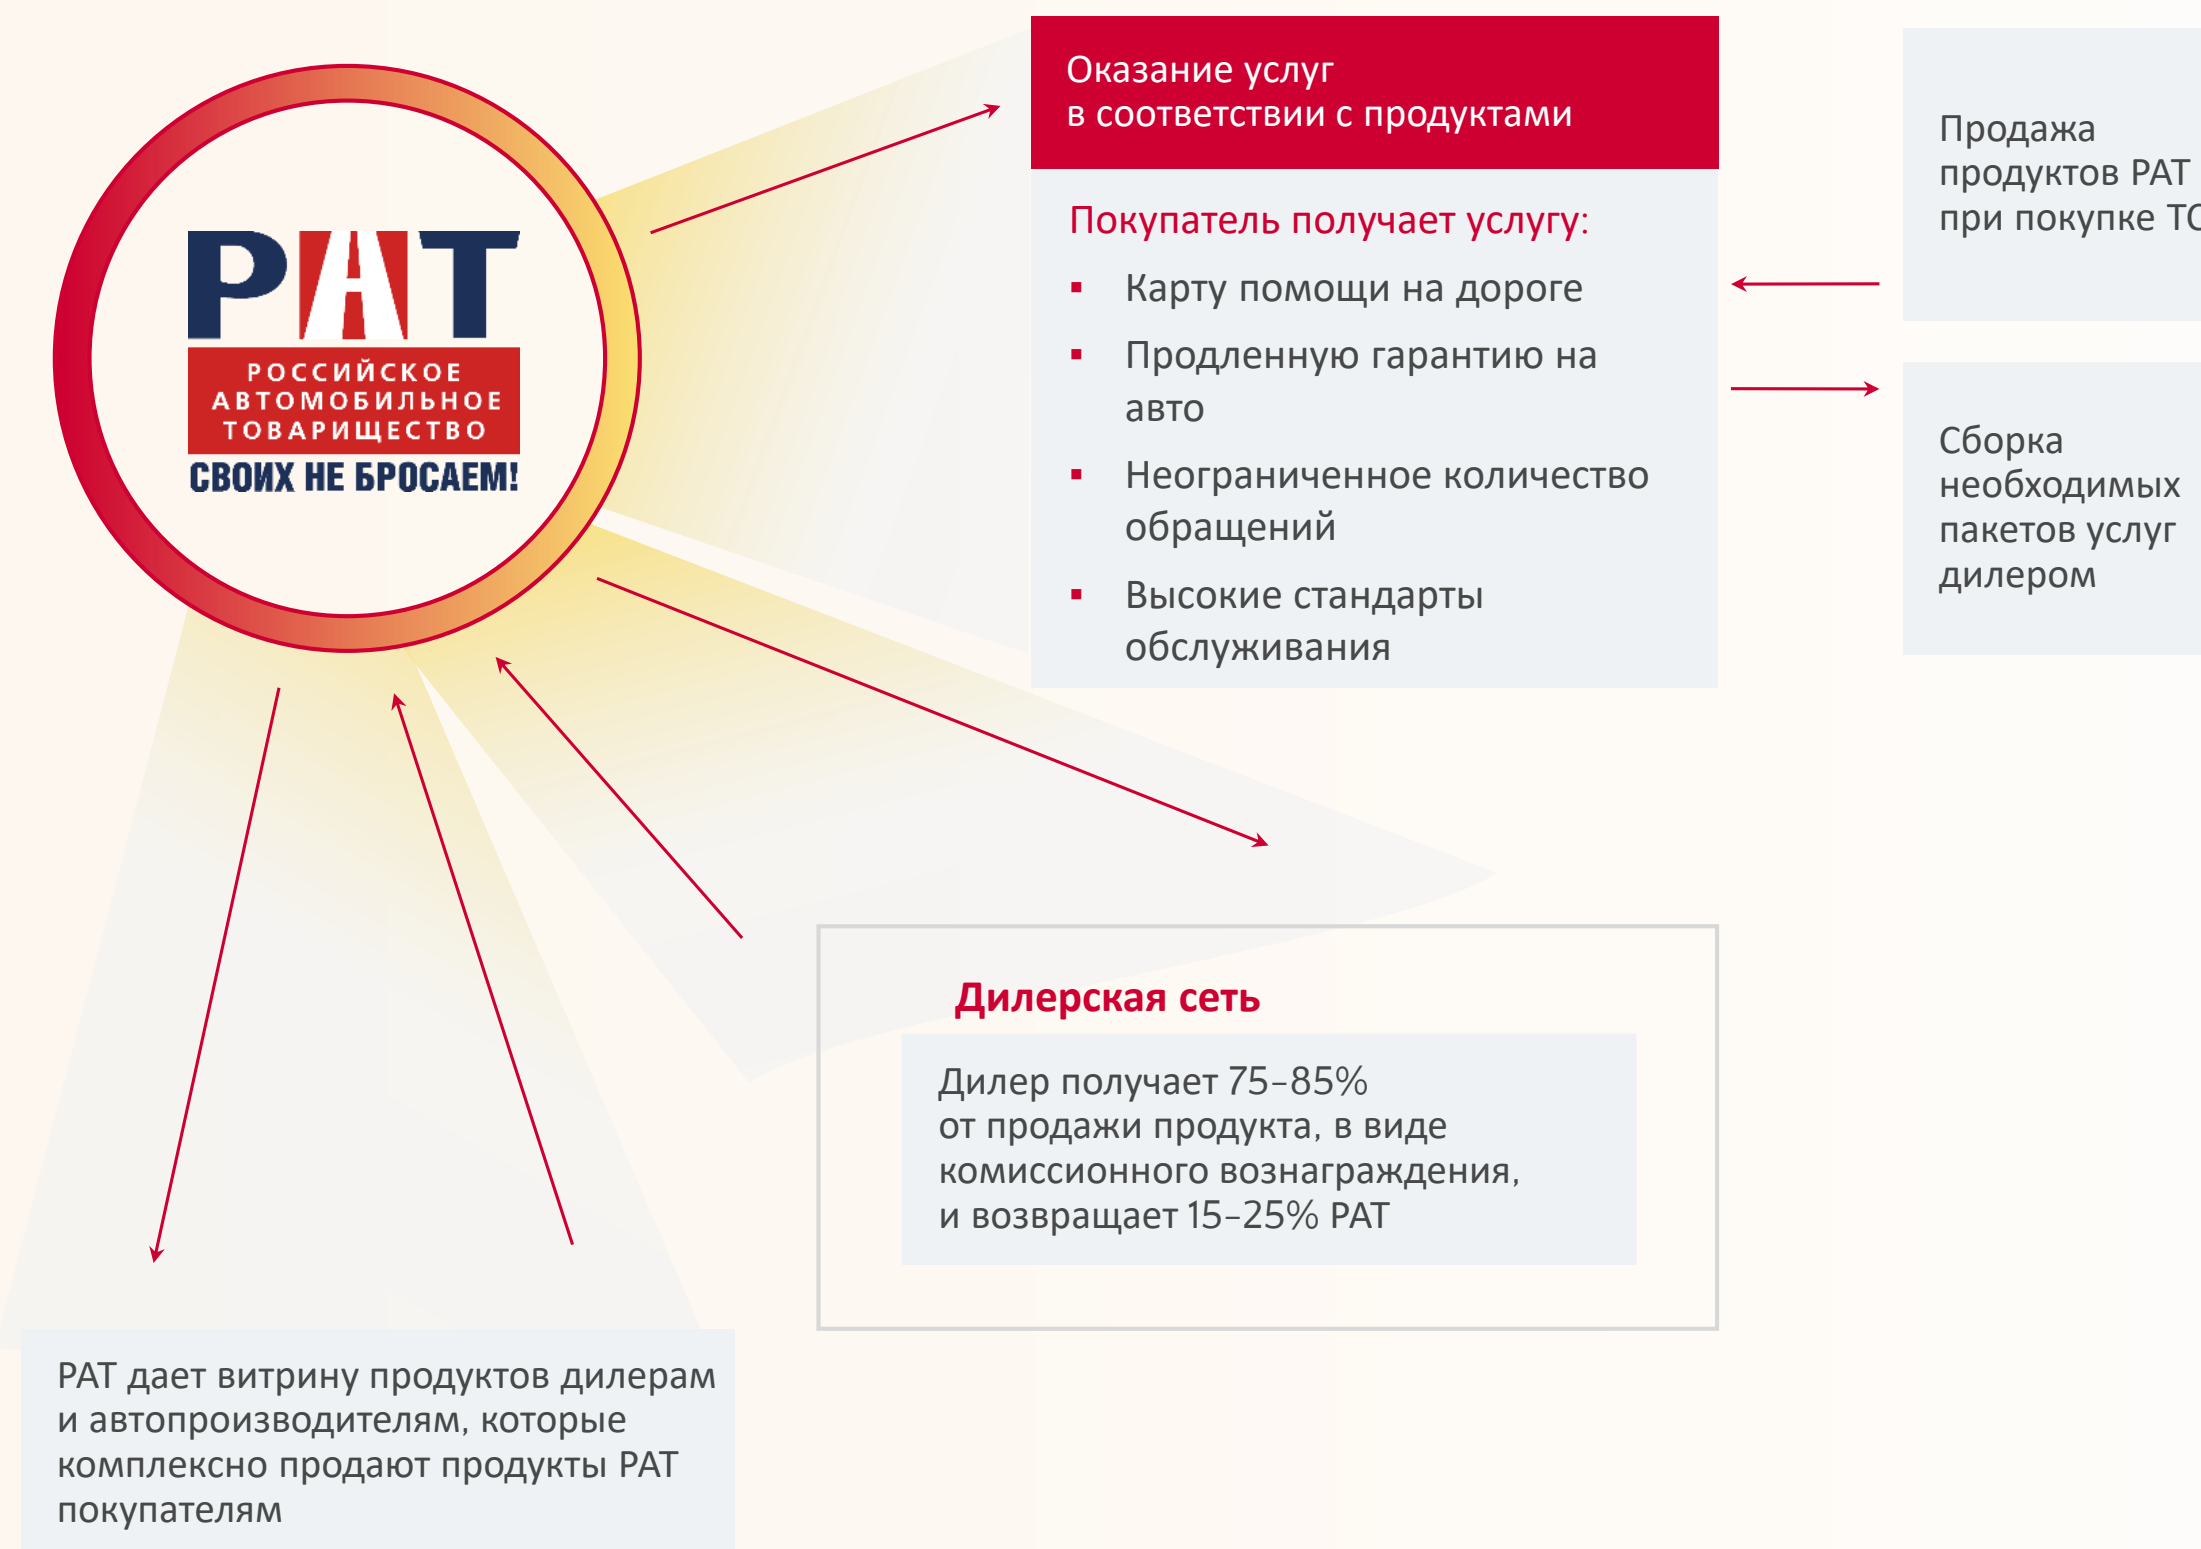 РАТ
РОССИЙСКОЕ
АВТОМОБИЛЬНОЕ
ТОВАРИЩЕСТВО
СВОИХ НЕ БРОСАЕМ!
Оказание услуг
в соответствии с продуктами
Покупатель получает услугу:
▪ Карту помощи на дороге
▪ Продленную гарантию на
авто
▪ Неограниченное количество
обращений
▪ Высокие стандарты
обслуживания
Продажа
продуктов РАТ
при покупке
Сборка
необходимых
пакетов услуг
дилером
Дилерская сеть
Дилер получает 75–85%
от продажи продукта, в виде
комиссионного вознаграждения,
и возвращает 15–25% РАТ
РАТ дает витрину продуктов дилерам
и автопроизводителям, которые
комплексно продают продукты РАТ
покупателям